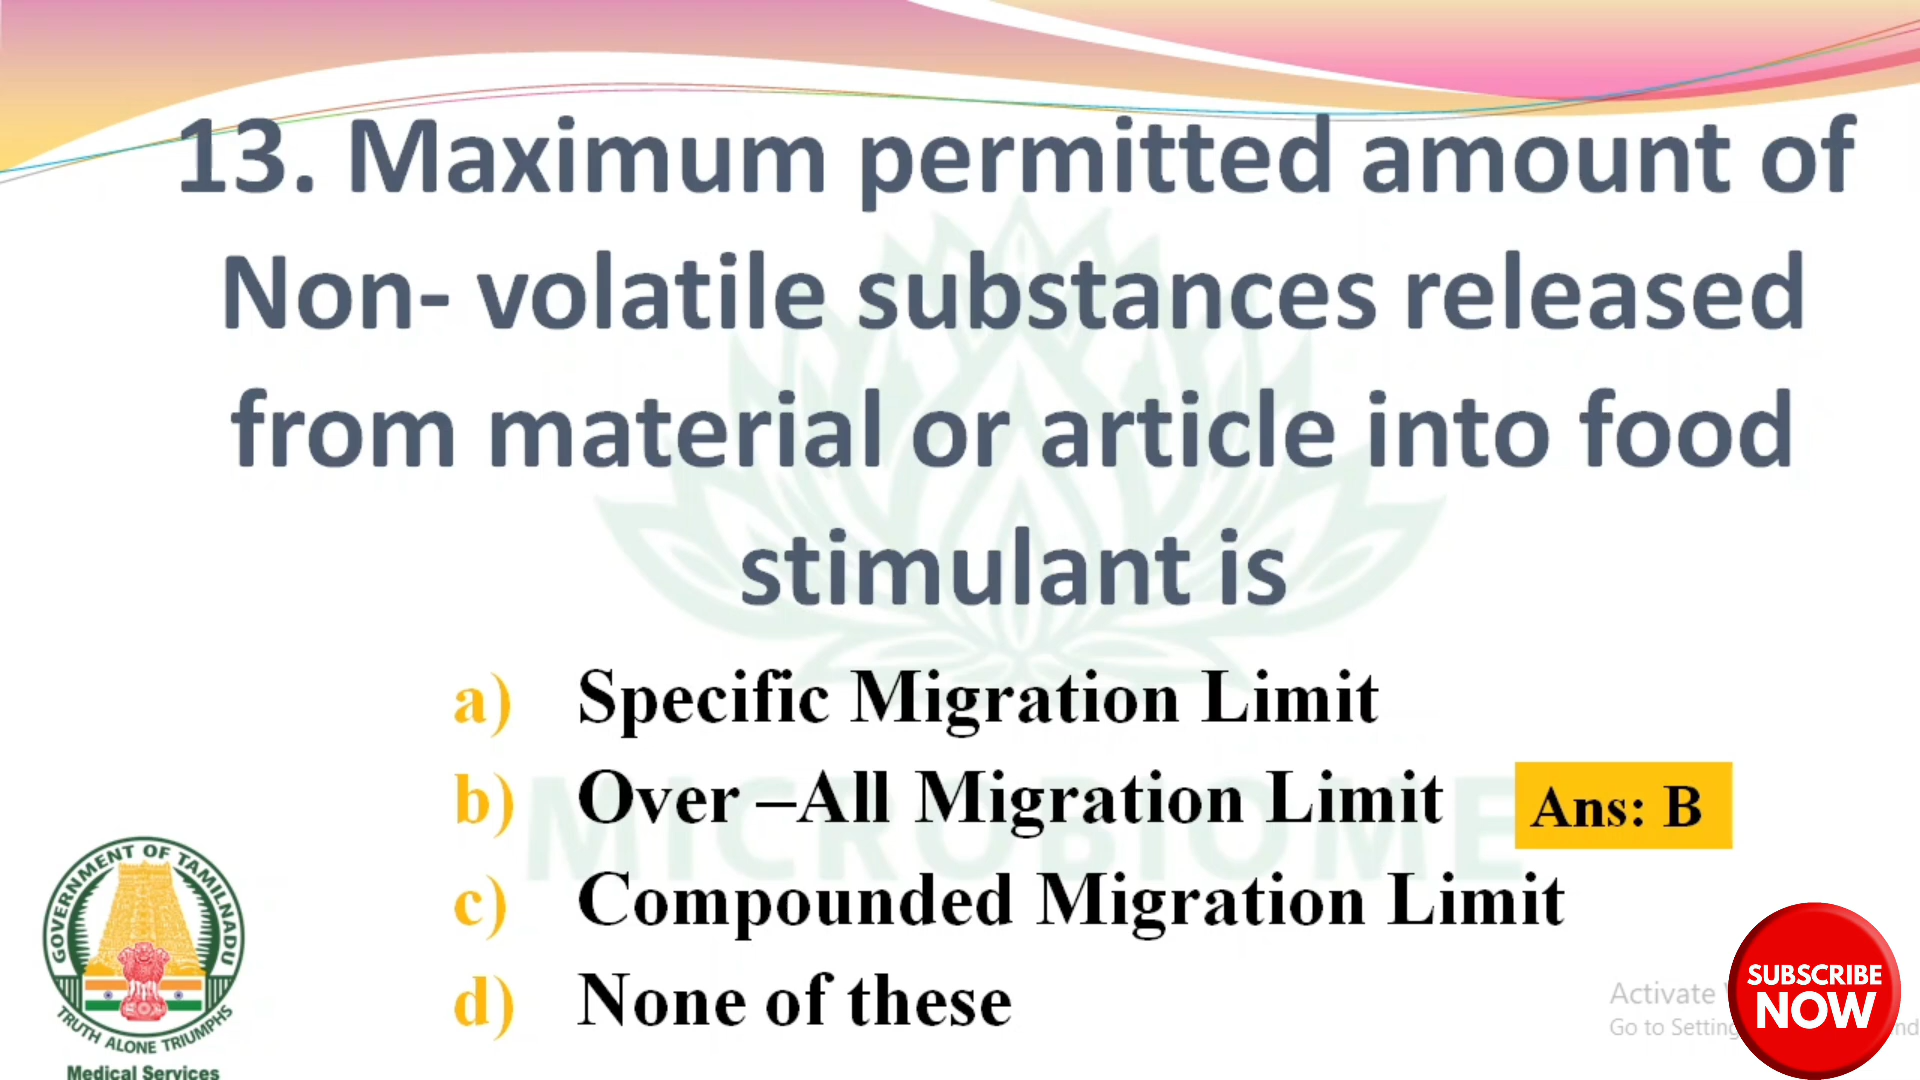 13. Maximum permitted amount of
Non- volatile substances released
from material or article into food
stimulant is
a) Specific Migration Limit
b) Over –All Migration Limit
Ans: B
c) Compounded Migration Limit
d) None of these
MICROBIOME
GOVERNMENT OF TAMILNADU
TRUTH ALONE TRIUMPHS
Medical Services
Activate
Go to Setting
SUBSCRIBE
NOW